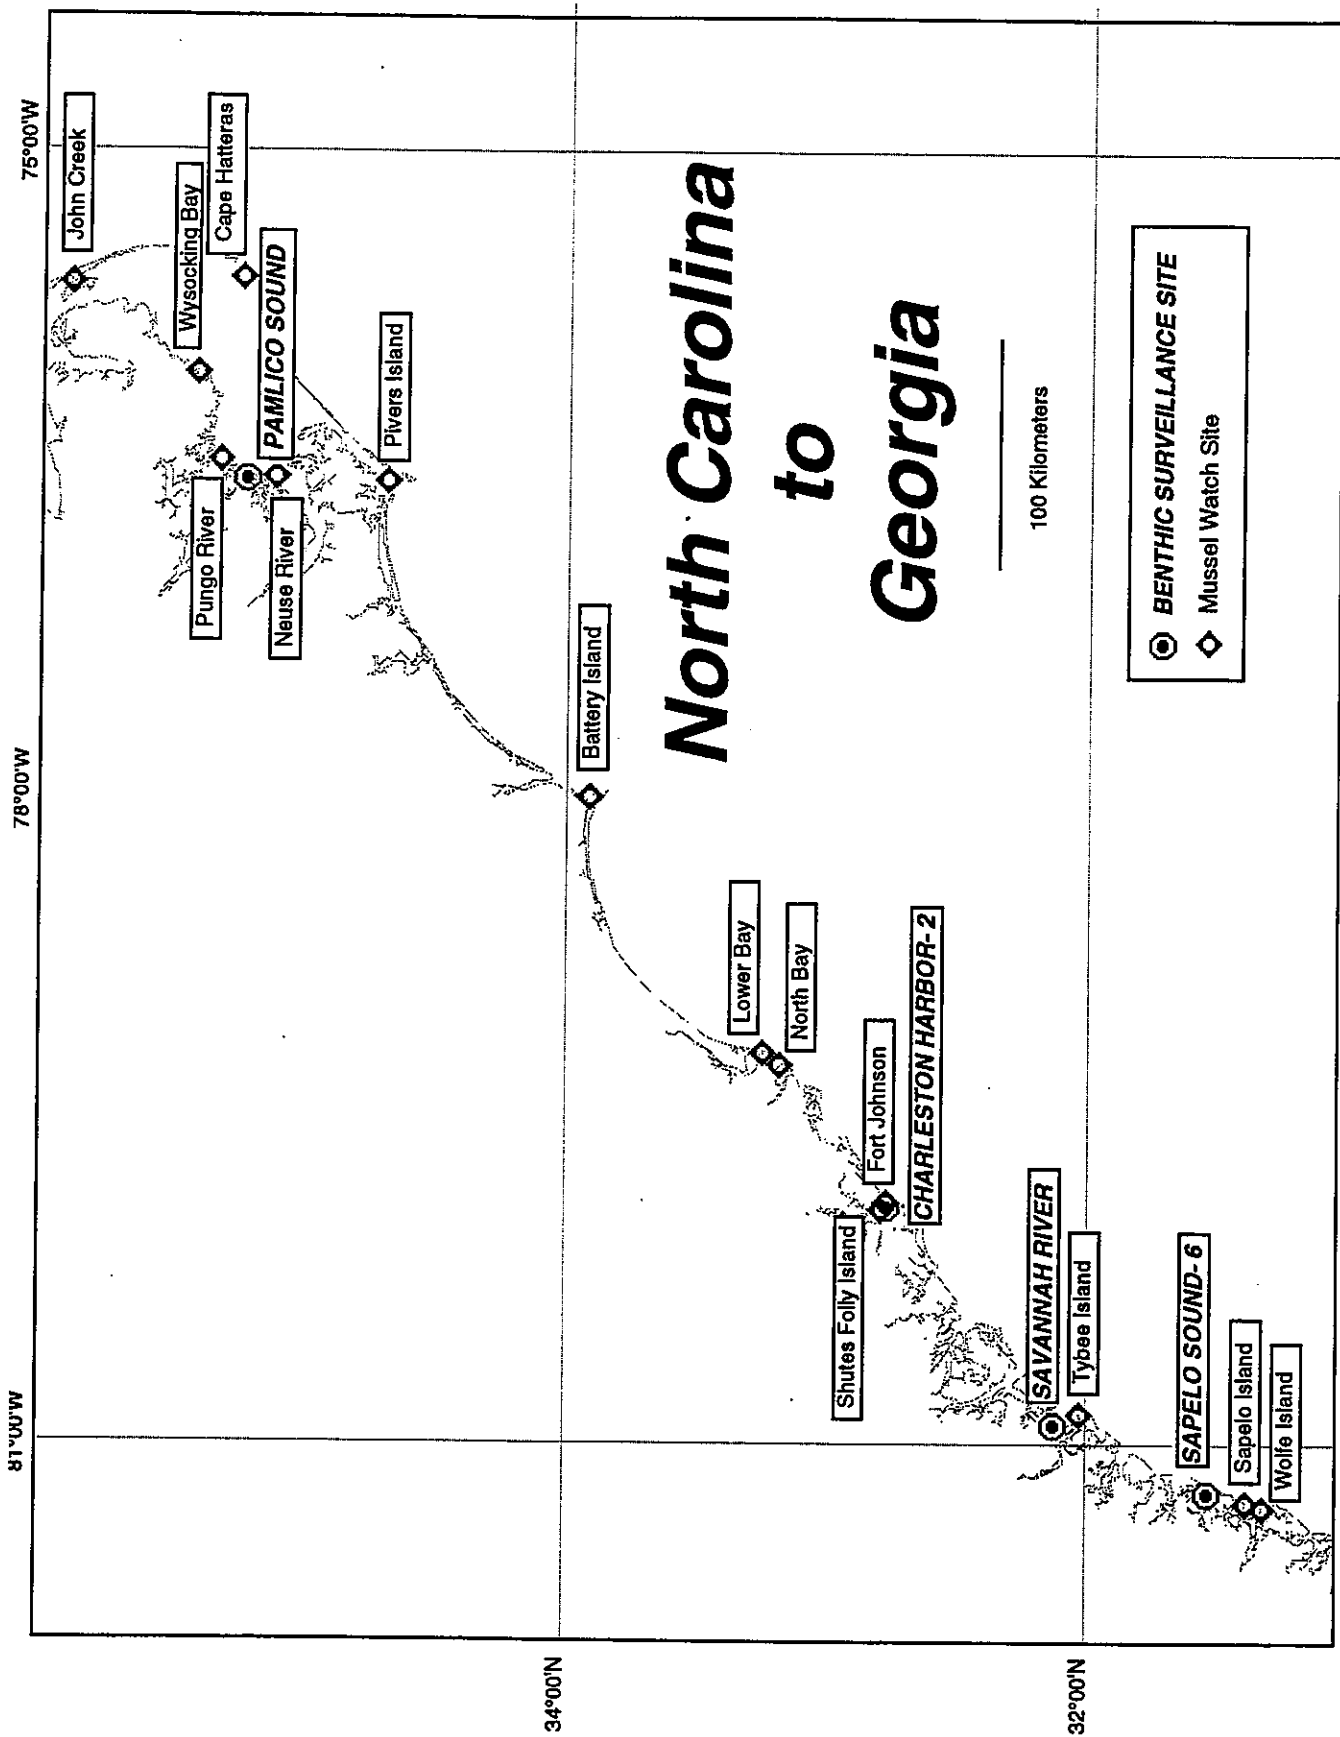 81°00'W
78°00'W
75°00'W
34°00'N
32°00'N
John Creek
Wysocking Bay
Cape Hatteras
PAMLICO SOUND
Pungo River
Neuse River
Pivers Island
Battery Island
Lower Bay
North Bay
Fort Johnson
CHARLESTON HARBOR- 2
Shutes Folly Island
SAVANNAH RIVER
Tybee Island
SAPELO SOUND- 6
Sapelo Island
Wolfe Island
North Carolina
to
Georgia
100 Kilometers
BENTHIC SURVEILLANCE SITE
Mussel Watch Site